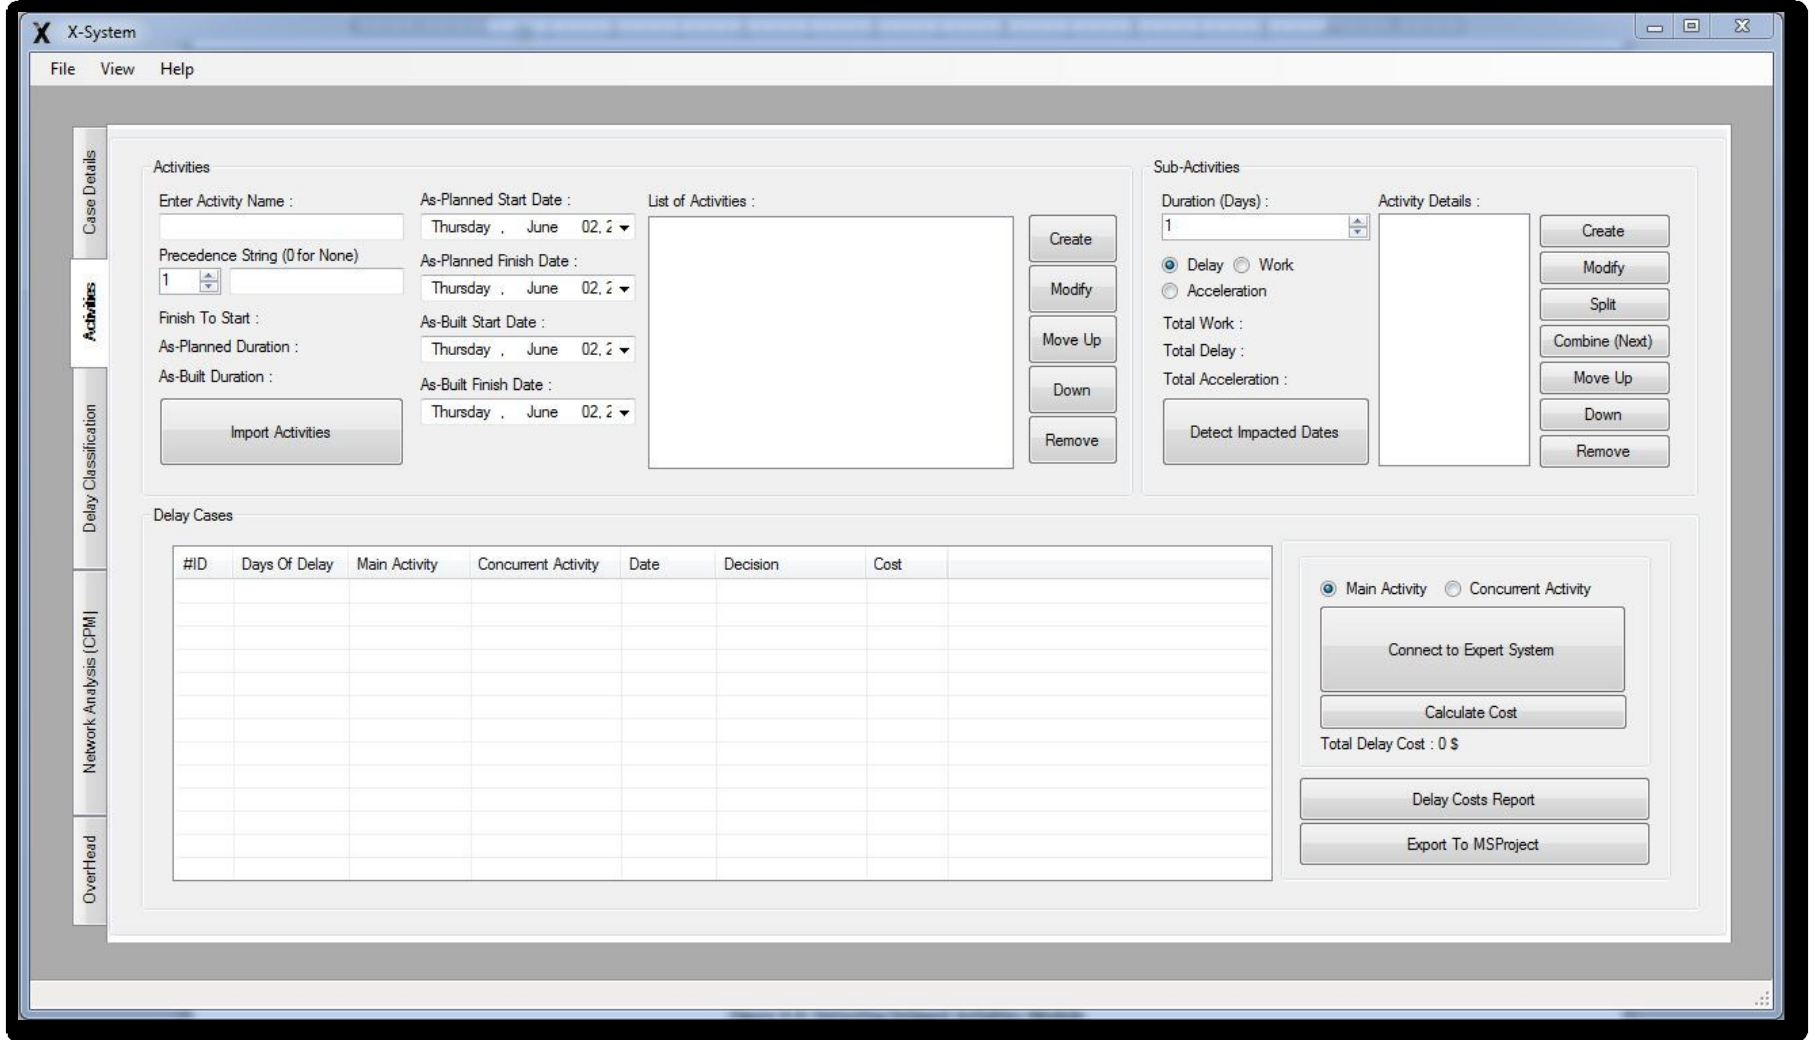 X-System
File View Help
Case Details
Activities
Delay Classification
Network Analysis (CPM)
OverHead
Activities
Enter Activity Name :
Precedence String (0 for None)
1
Finish To Start :
As-Planned Duration :
As-Built Duration :
Import Activities
As-Planned Start Date :
Thursday , June 02, 2
As-Planned Finish Date :
Thursday , June 02, 2
As-Built Start Date :
Thursday , June 02, 2
As-Built Finish Date :
Thursday , June 02, 2
List of Activities :
Create
Modify
Move Up
Down
Remove
Sub-Activities
Duration (Days) :
1
Delay Work
Acceleration
Total Work :
Total Delay :
Total Acceleration :
Detect Impacted Dates
Activity Details :
Create
Modify
Split
Combine (Next)
Move Up
Down
Remove
Delay Cases
#ID Days Of Delay Main Activity Concurrent Activity Date Decision Cost
Main Activity Concurrent Activity
Connect to Expert System
Calculate Cost
Total Delay Cost : 0 $
Delay Costs Report
Export To MSProject